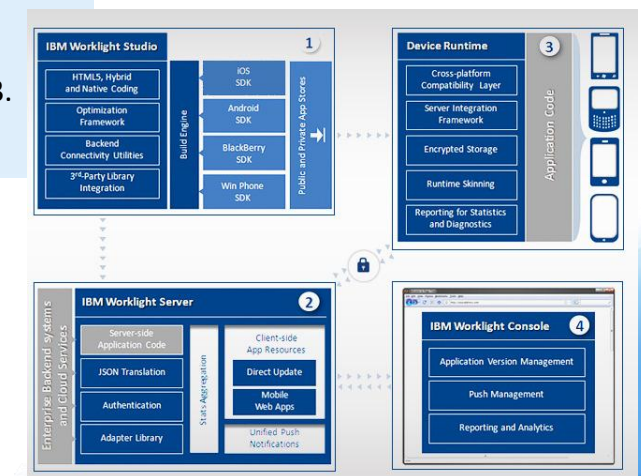 3.
IBM Worklight Studio
1
HTML5, Hybrid
and Native Coding
Optimization
Framework
Backend
Connectivity Utilities
3rd-Party Library
Integration
Build Engine
iOS
SDK
Android
SDK
BlackBerry
SDK
Win Phone
SDK
Public and Private App Stores
Device Runtime
3
Cross-platform
Compatibility Layer
Server Integration
Framework
Encrypted Storage
Runtime Skinning
Reporting for Statistics
and Diagnostics
Application Code
Enterprise Backend systems
and Cloud Services
IBM Worklight Server
2
Server-side
Application Code
JSON Translation
Authentication
Adapter Library
Stats Aggregation
Client-side
App Resources
Direct Update
Mobile
Web Apps
Unified Push
Notifications
IBM Worklight Console
4
Application Version Management
Push Management
Reporting and Analytics